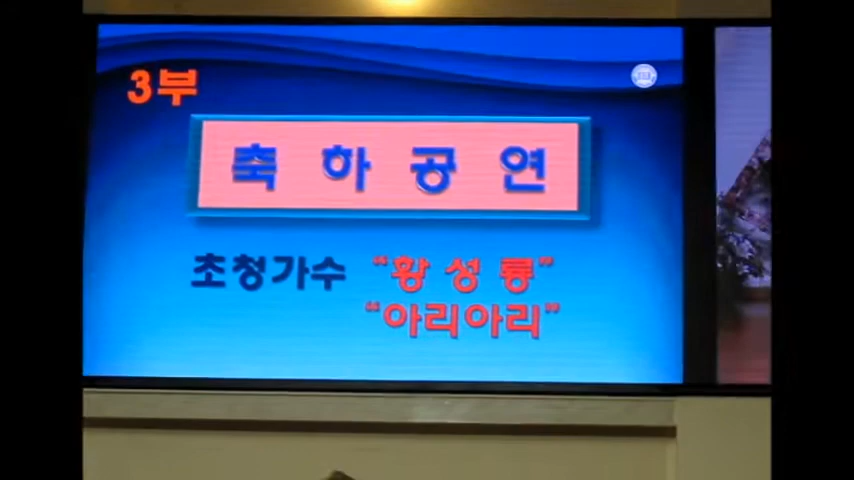 3부
축 하 공 연
초청가수 “황 성 룡”
“아리아리”